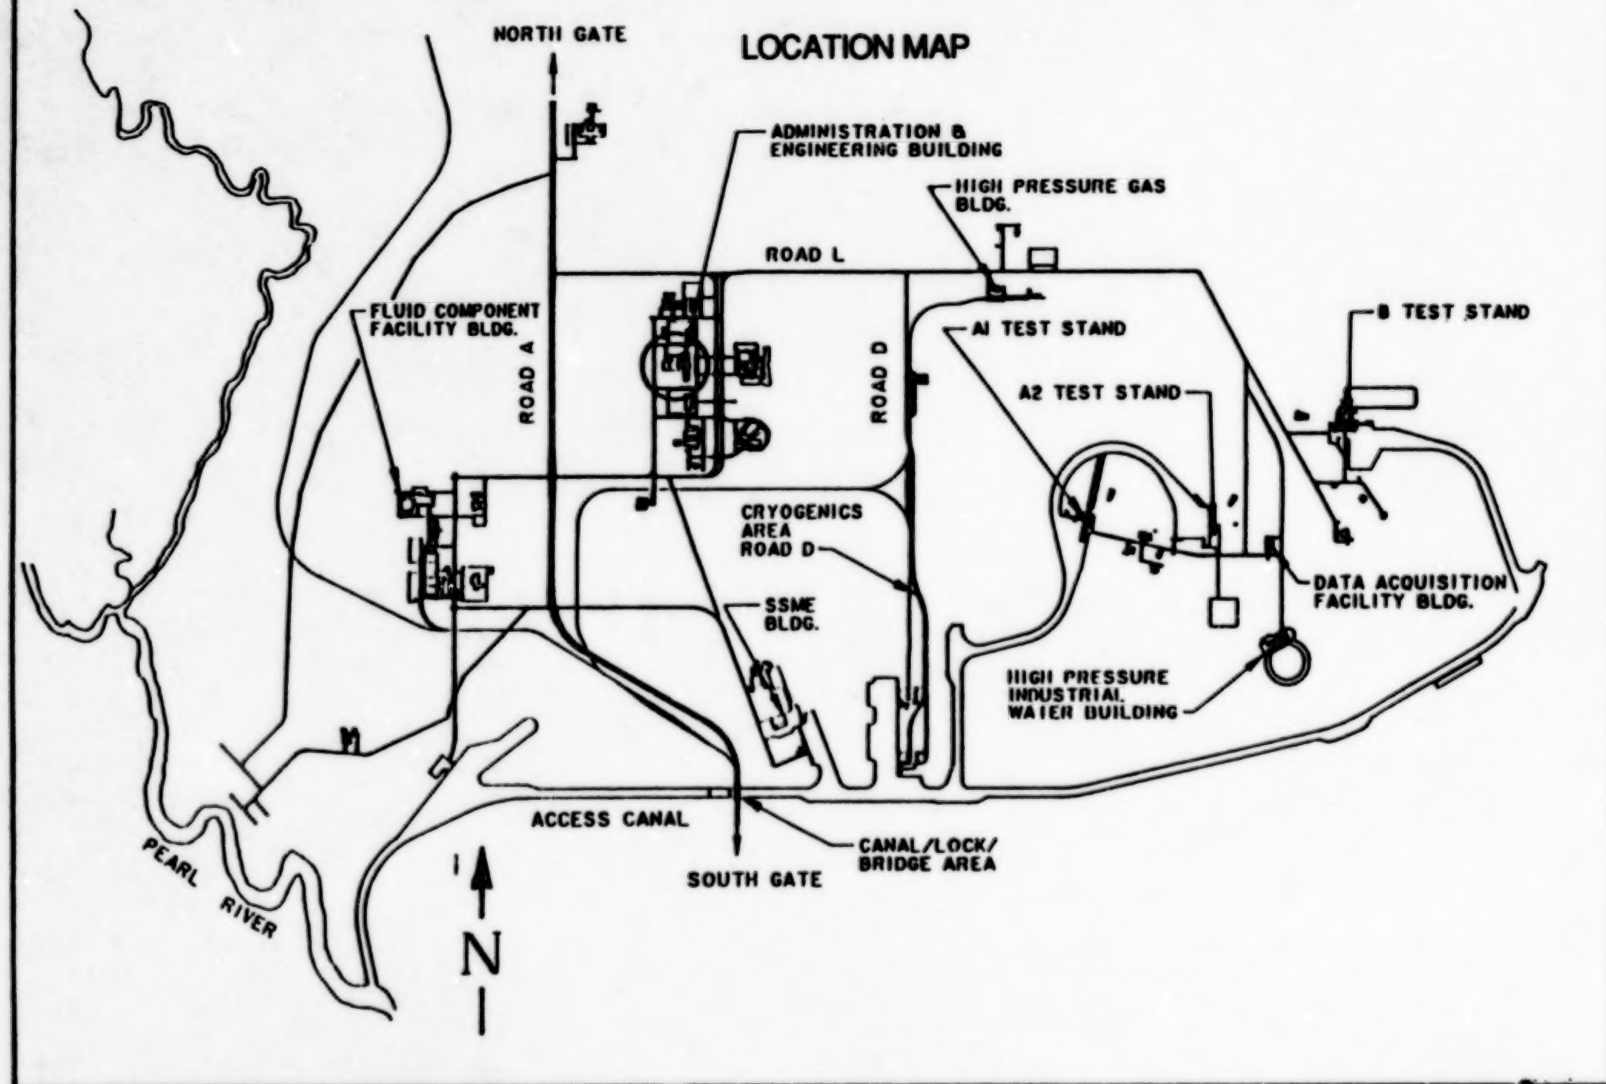 NORTH GATE
LOCATION MAP
ADMINISTRATION &
ENGINEERING BUILDING
HIGH PRESSURE GAS
BLDG.
ROAD L
FLUID COMPONENT
FACILITY BLDG.
A1 TEST STAND
B TEST STAND
ROAD A
ROAD D
A2 TEST STAND
CRYOGENICS
AREA
ROAD D
DATA ACQUISITION
FACILITY BLDG.
SSME
BLDG.
HIGH PRESSURE
INDUSTRIAL
WATER BUILDING
ACCESS CANAL
CANAL/LOCK/
BRIDGE AREA
PEARL
RIVER
SOUTH GATE
N